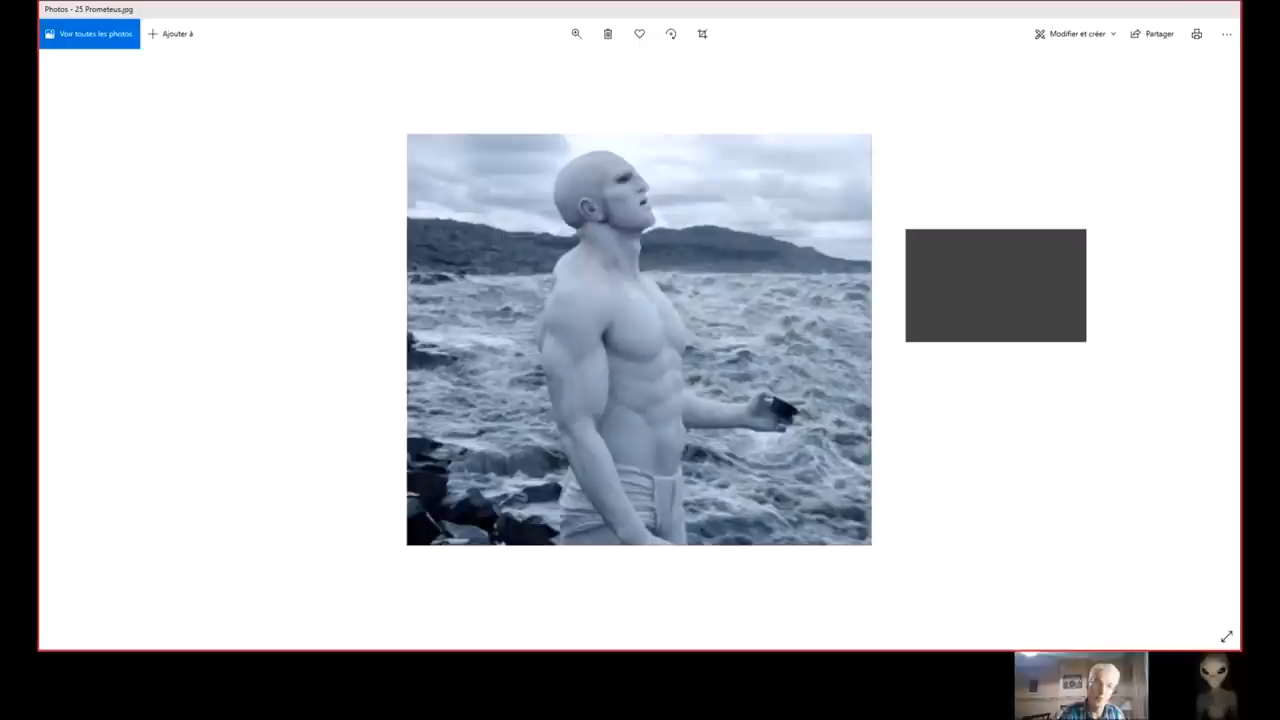 Photos - 25 Prometeus.jpg
Voir toutes les photos
Ajouter à
Modifier et créer
Partager